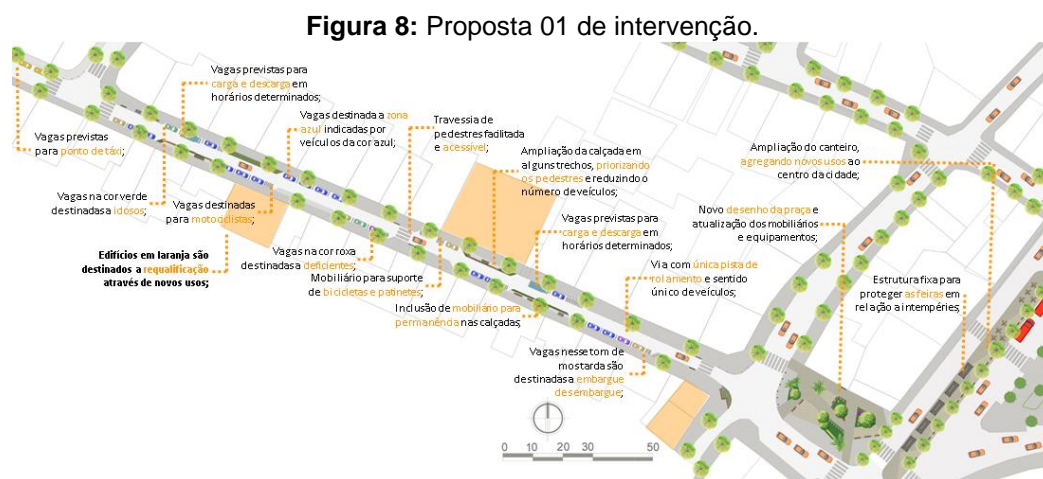 Figura 8: Proposta 01 de intervenção.
Vagas previstas para
carga e descarga em
horários determinados;
Vagas previstas
para ponto de táxi;
Vagas destinada a zona
azul indicadas por
veículos da cor azul;
Travessia de
pedestres facilitada
e acessível;
Ampliação da calçada em
alguns trechos, priorizando
os pedestres e reduzindo o
número de veículos;
Ampliação do canteiro,
agregando novos usos ao
centro da cidade;
Vagas na cor verde
destinadas a idosos;
Vagas destinadas
para motociclistas;
Vagas previstas para
carga e descarga em
horários determinados;
Novo desenho da praça e
atualização dos mobiliários
e equipamentos;
Edifícios em laranja são
destinados a requalificação
através de novos usos;
Vagas na cor roxa
destinadas a deficientes;
Mobiliário para suporte
de bicicletas e patinetes;
Inclusão de mobiliário para
permanência nas calçadas;
Via com única pista de
rolamento e sentido
único de veículos;
Estrutura fixa para
proteger as feiras em
relação a intempéries;
Vagas nesse tom de
mostarda são
destinadas a embargue
desembargue;
0 10 20 30 50